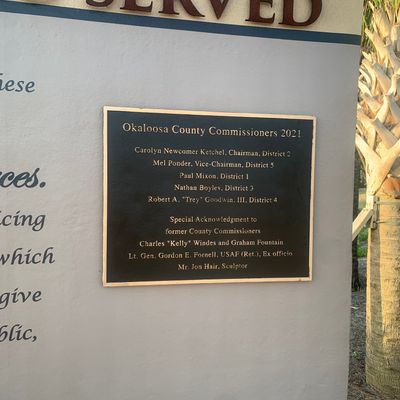 SERVED
these
ces.
icing
which
give
blic,
Okaloosa County Commissioners 2021
Carolyn Newcomer Ketchel, Chairman, District 2
Mel Ponder, Vice-Chairman, District 5
Paul Mixon, District 1
Nathan Boyles, District 3
Robert A. "Trey" Goodwin, III, District 4
Special Acknowledgment to
former County Commissioners
Charles "Kelly" Windes and Graham Fountain
Lt. Gen. Gordon E. Fornell, USAF (Ret.), Ex officio
Mr. Jon Hair, Sculptor